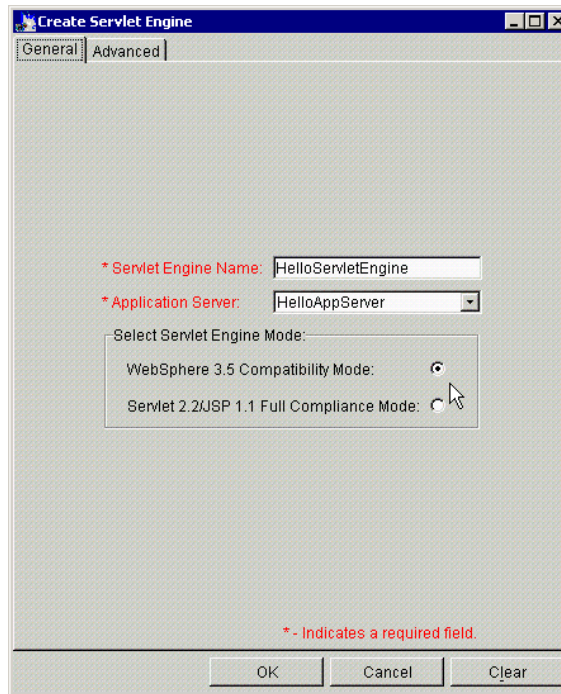 Create Servlet Engine
General Advanced
* Servlet Engine Name: HelloServletEngine
* Application Server: HelloAppServer
Select Servlet Engine Mode:
WebSphere 3.5 Compatibility Mode:
Servlet 2.2/JSP 1.1 Full Compliance Mode:
* - Indicates a required field.
OK Cancel Clear